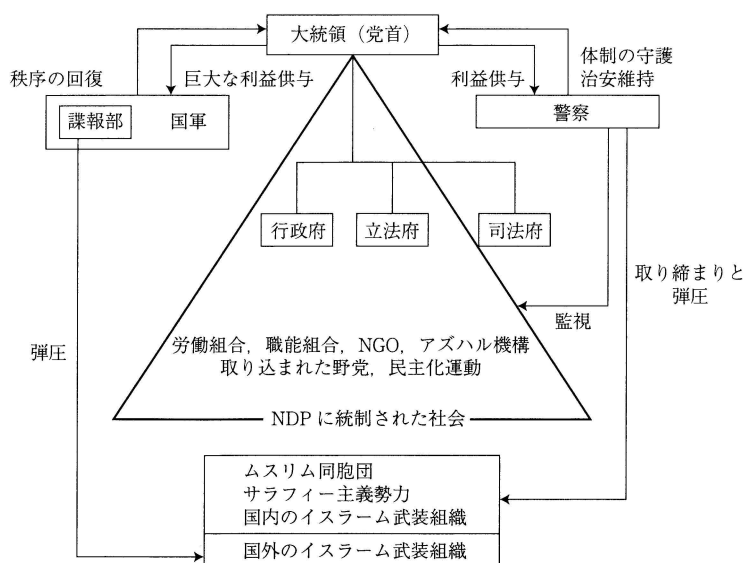 大統領（党首）
秩序の回復
巨大な利益供与
利益供与
体制の守護
治安維持
諜報部
国軍
警察
行政府
立法府
司法府
取り締まりと
弾圧
監視
弾圧
労働組合，職能組合，NGO，アズハル機構
取り込まれた野党，民主化運動
NDPに統制された社会
ムスリム同胞団
サラフィー主義勢力
国内のイスラーム武装組織
国外のイスラーム武装組織